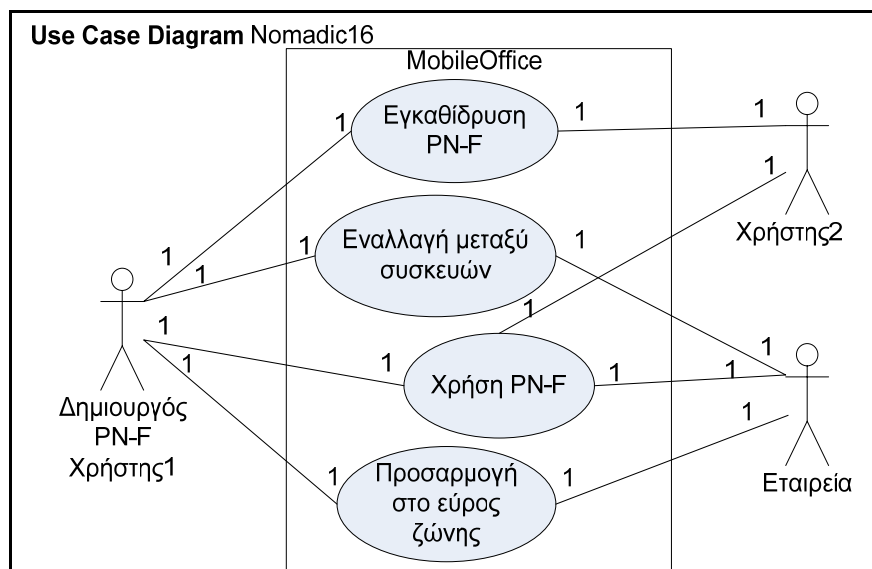 Use Case Diagram Nomadic16
MobileOffice
Εγκαθίδρυση
PN-F
1
1
1
1
Χρήστης2
Εναλλαγή μεταξύ
συσκευών
1
1
1
1
1
1
1
1
Δημιουργός
PN-F
Χρήστης1
Χρήση PN-F
1
1
1
1
Εταιρεία
Προσαρμογή
στο εύρος
ζώνης
1
1
1